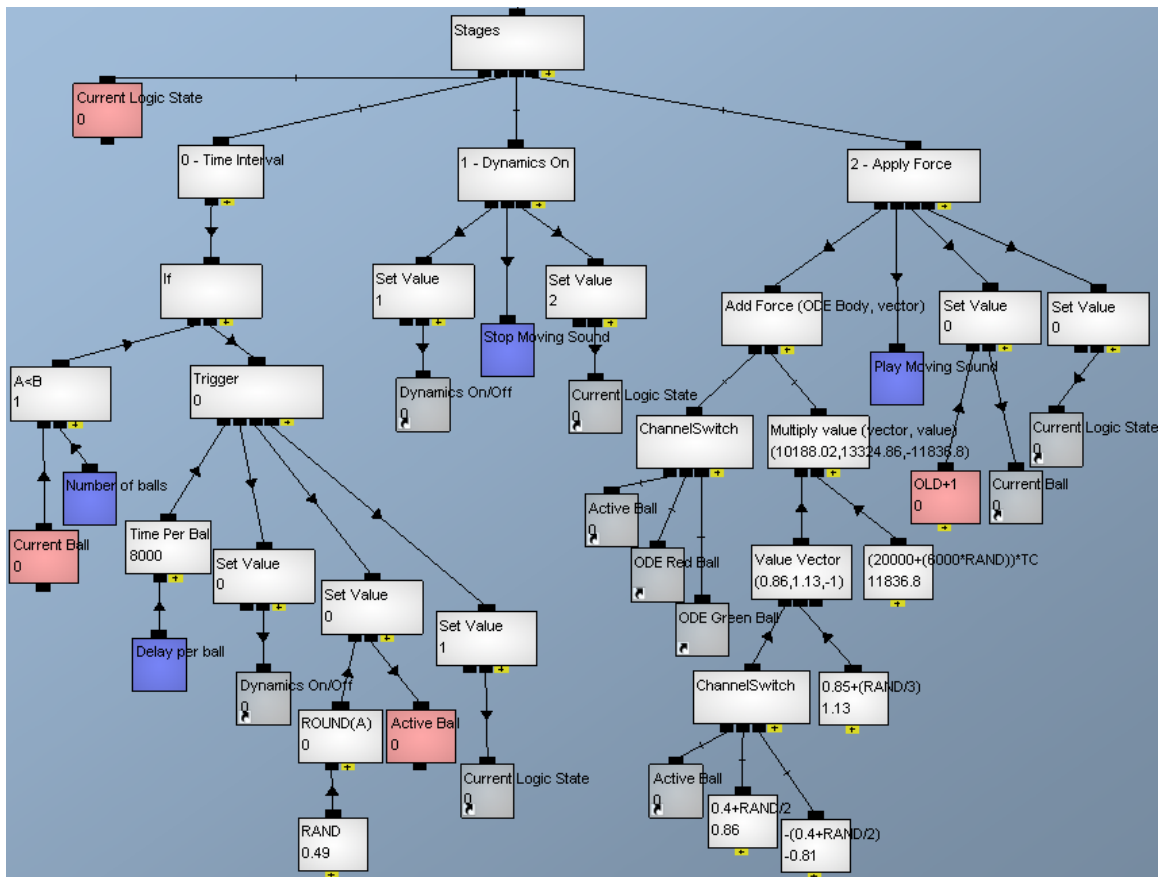 Stages
Current Logic State
0
0 - Time Interval
1 - Dynamics On
2 - Apply Force
If
Set Value
1
Set Value
2
Stop Moving Sound
Add Force (ODE Body, vector)
Set Value
0
Set Value
0
A<B
1
Trigger
0
Dynamics On/Off
0
Current Logic State
0
Play Moving Sound
ChannelSwitch
Multiply value (vector, value)
(10188.02,13324.86,-11836.8)
Current Logic State
0
Number of balls
Current Ball
0
Time Per Bal
8000
Set Value
0
Set Value
0
Set Value
1
Active Ball
0
ODE Red Ball
ODE Green Ball
Value Vector
(0.86,1.13,-1)
(20000+(6000*RAND))*TC
11836.8
OLD+1
0
Current Ball
0
Delay per ball
Dynamics On/Off
0
ROUND(A)
0
Active Ball
0
Current Logic State
0
ChannelSwitch
0.85+(RAND/3)
1.13
Active Ball
0
0.4+RAND/2
0.86
-(0.4+RAND/2)
-0.81
RAND
0.49